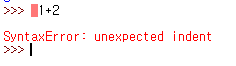 >>>  1+2
SyntaxError: unexpected indent
>>>